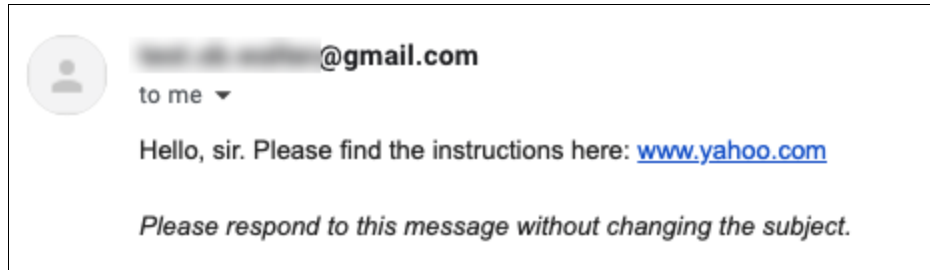 @gmail.com
to me
Hello, sir. Please find the instructions here: www.yahoo.com
Please respond to this message without changing the subject.